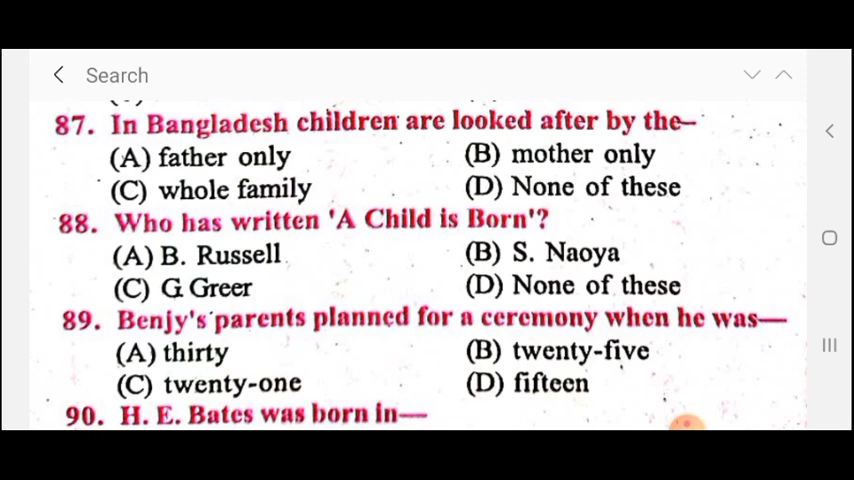 Search
87. In Bangladesh children are looked after by the–
(A) father only (B) mother only
(C) whole family (D) None of these
88. Who has written 'A Child is Born'?
(A) B. Russell (B) S. Naoya
(C) G Greer (D) None of these
89. Benjy's parents planned for a ceremony when he was—
(A) thirty (B) twenty-five
(C) twenty-one (D) fifteen
90. H. E. Bates was born in—